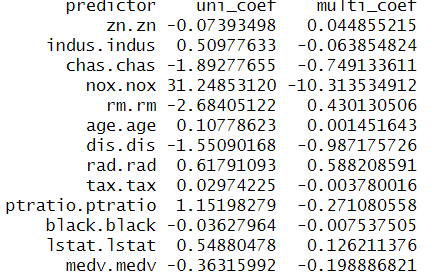 predictor uni_coef multi_coef
zn.zn -0.07393498 0.044855215
indus.indus 0.50977633 -0.063854824
chas.chas -1.89277655 -0.749133611
nox.nox 31.24853120 -10.313534912
rm.rm -2.68405122 0.430130506
age.age 0.10778623 0.001451643
dis.dis -1.55090168 -0.987175726
rad.rad 0.61791093 0.588208591
tax.tax 0.02974225 -0.003780016
ptratio.ptratio 1.15198279 -0.271080558
black.black -0.03627964 -0.007537505
lstat.lstat 0.54880478 0.126211376
medv.medv -0.36315992 -0.198886821